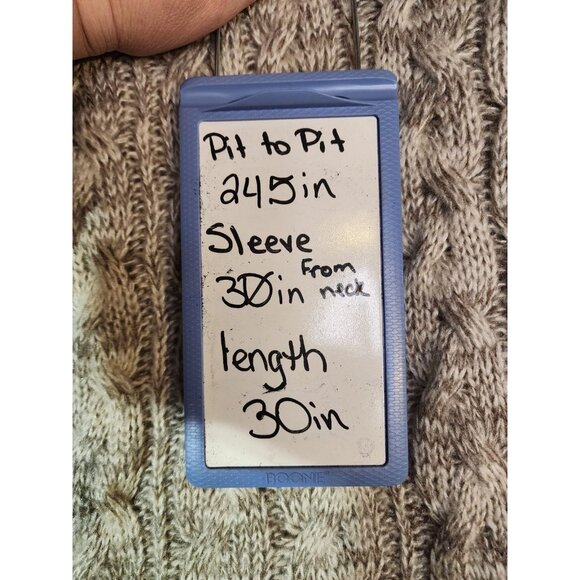 Pit to Pit
245in
Sleeve
30in From neck
length
30in
BOONE